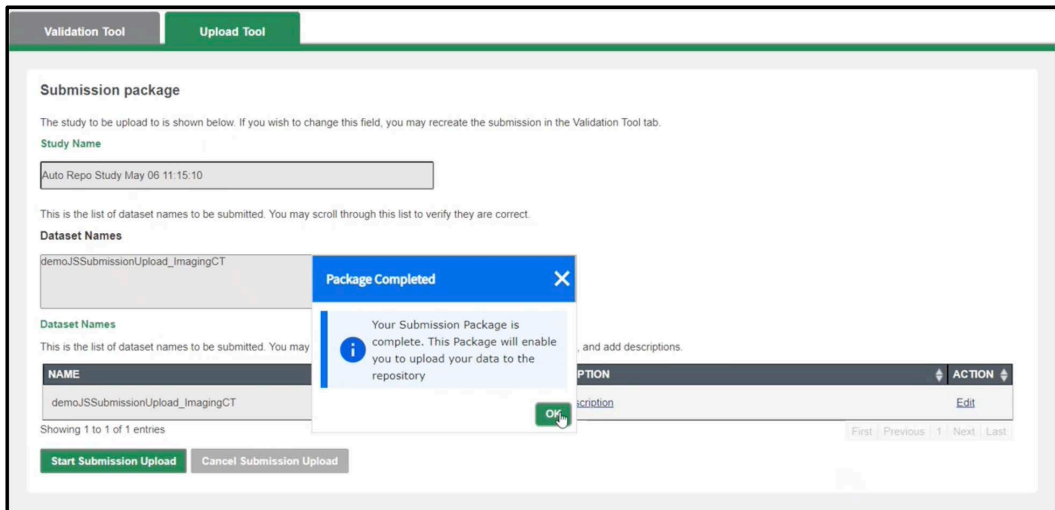 Validation Tool
Upload Tool
Submission package
The study to be upload to is shown below. If you wish to change this field, you may recreate the submission in the Validation Tool tab.
Study Name
Auto Repo Study May 06 11:15:10
This is the list of dataset names to be submitted. You may scroll through this list to verify they are correct.
Dataset Names
demoJSSubmissionUpload_ImagingCT
Package Completed
Your Submission Package is
complete. This Package will enable
you to upload your data to the
repository
OK
Dataset Names
This is the list of dataset names to be submitted. You may , and add descriptions.
NAME PTION ACTION
demoJSSubmissionUpload_ImagingCT scription Edit
Showing 1 to 1 of 1 entries
First Previous 1 Next Last
Start Submission Upload
Cancel Submission Upload